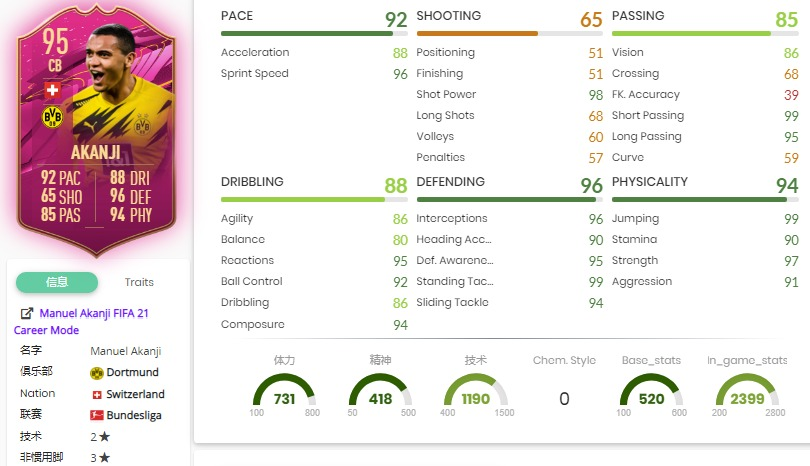 95
CB
BVB
09
AKANJI
92 PAC 88 DRI
65 SHO 96 DEF
85 PAS 94 PHY
信息 Traits
Manuel Akanji FIFA 21
Career Mode
名字 Manuel Akanji
俱乐部 Dortmund
Nation Switzerland
联赛 Bundesliga
技术 2★
非惯用脚 3★
PACE 92
Acceleration 88
Sprint Speed 96
SHOOTING 65
Positioning 51
Finishing 51
Shot Power 98
Long Shots 68
Volleys 60
Penalties 57
PASSING 85
Vision 86
Crossing 68
FK. Accuracy 39
Short Passing 99
Long Passing 95
Curve 59
DRIBBLING 88
Agility 86
Balance 80
Reactions 95
Ball Control 92
Dribbling 86
Composure 94
DEFENDING 96
Interceptions 96
Heading Acc... 90
Def. Awarene... 95
Standing Tac... 99
Sliding Tackle 94
PHYSICALITY 94
Jumping 99
Stamina 90
Strength 97
Aggression 91
体力 精神 技术 Chem. Style Base_stats In_game_stats
731 418 1190 0 520 2399
100 800 50 500 400 1500 100 600 200 2800